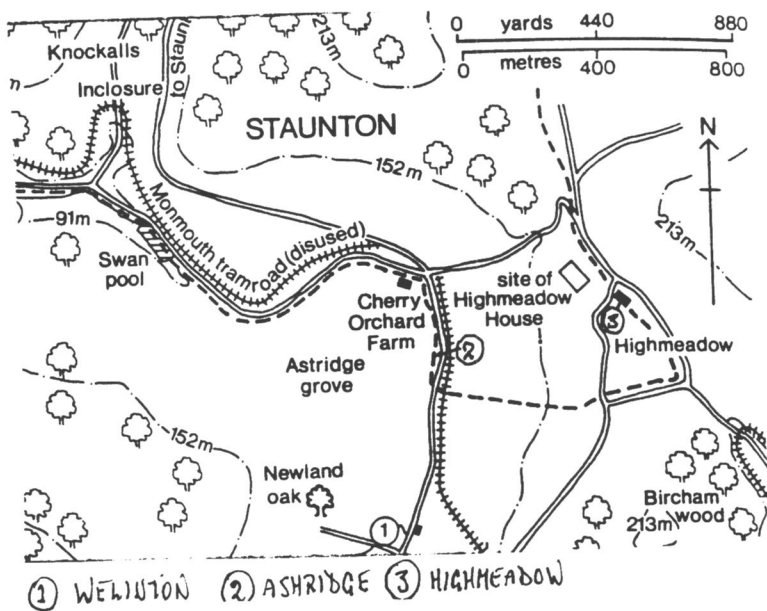 0 yards 440 880
0 metres 400 800
Knockalls
Inclosure
to Staunt
213m
m
STAUNTON
N
152m
Monmouth tramroad (disused)
91m
213m
Swan
pool
site of
Highmeadow
House
Cherry
Orchard
Farm
3
Highmeadow
2
Astridge
grove
152m
Newland
oak
Bircham
wood
213m
1
1 WELINTON 2 ASHRIDGE 3 HIGHMEADOW